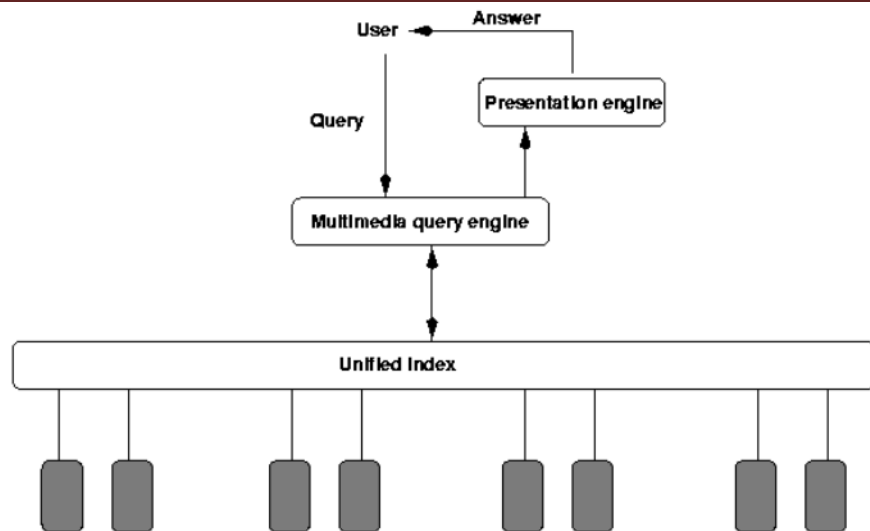 Answer
User
Presentation engine
Query
Multimedia query engine
Unified Index